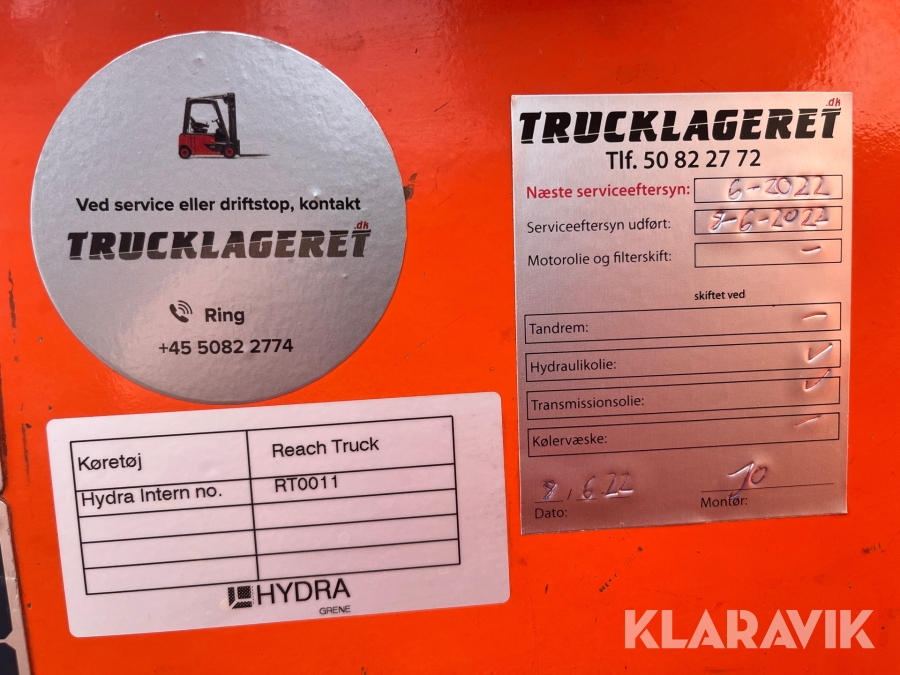 Ved service eller driftstop, kontakt
TRUCKLAGERET.dk
Ring
+45 5082 2774
TRUCKLAGERET.dk
Tlf. 50 82 27 72
Næste serviceeftersyn: 6-2022
Serviceeftersyn udført: 8-6-2022
Motorolie og filterskift: -
skiftet ved
Tandrem: -
Hydraulikolie: ✓
Transmissionsolie: ✓
Kølervæske: -
8, 6.22
Dato: Montør:
Køretøj Reach Truck
Hydra Intern no. RT0011
HYDRA
GRENE
KLARAVIK